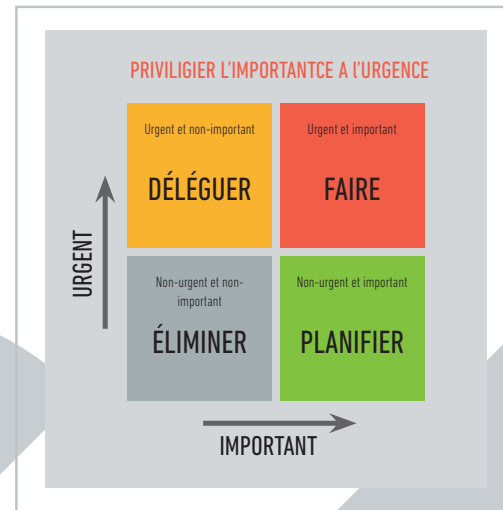 PRIVILIGIER L'IMPORTANTCE A l'URGENCE
Urgent et non-important
DÉLÉGUER
Urgent et important
FAIRE
URGENT
Non-urgent et non-
important
ÉLIMINER
Non-urgent et important
PLANIFIER
IMPORTANT